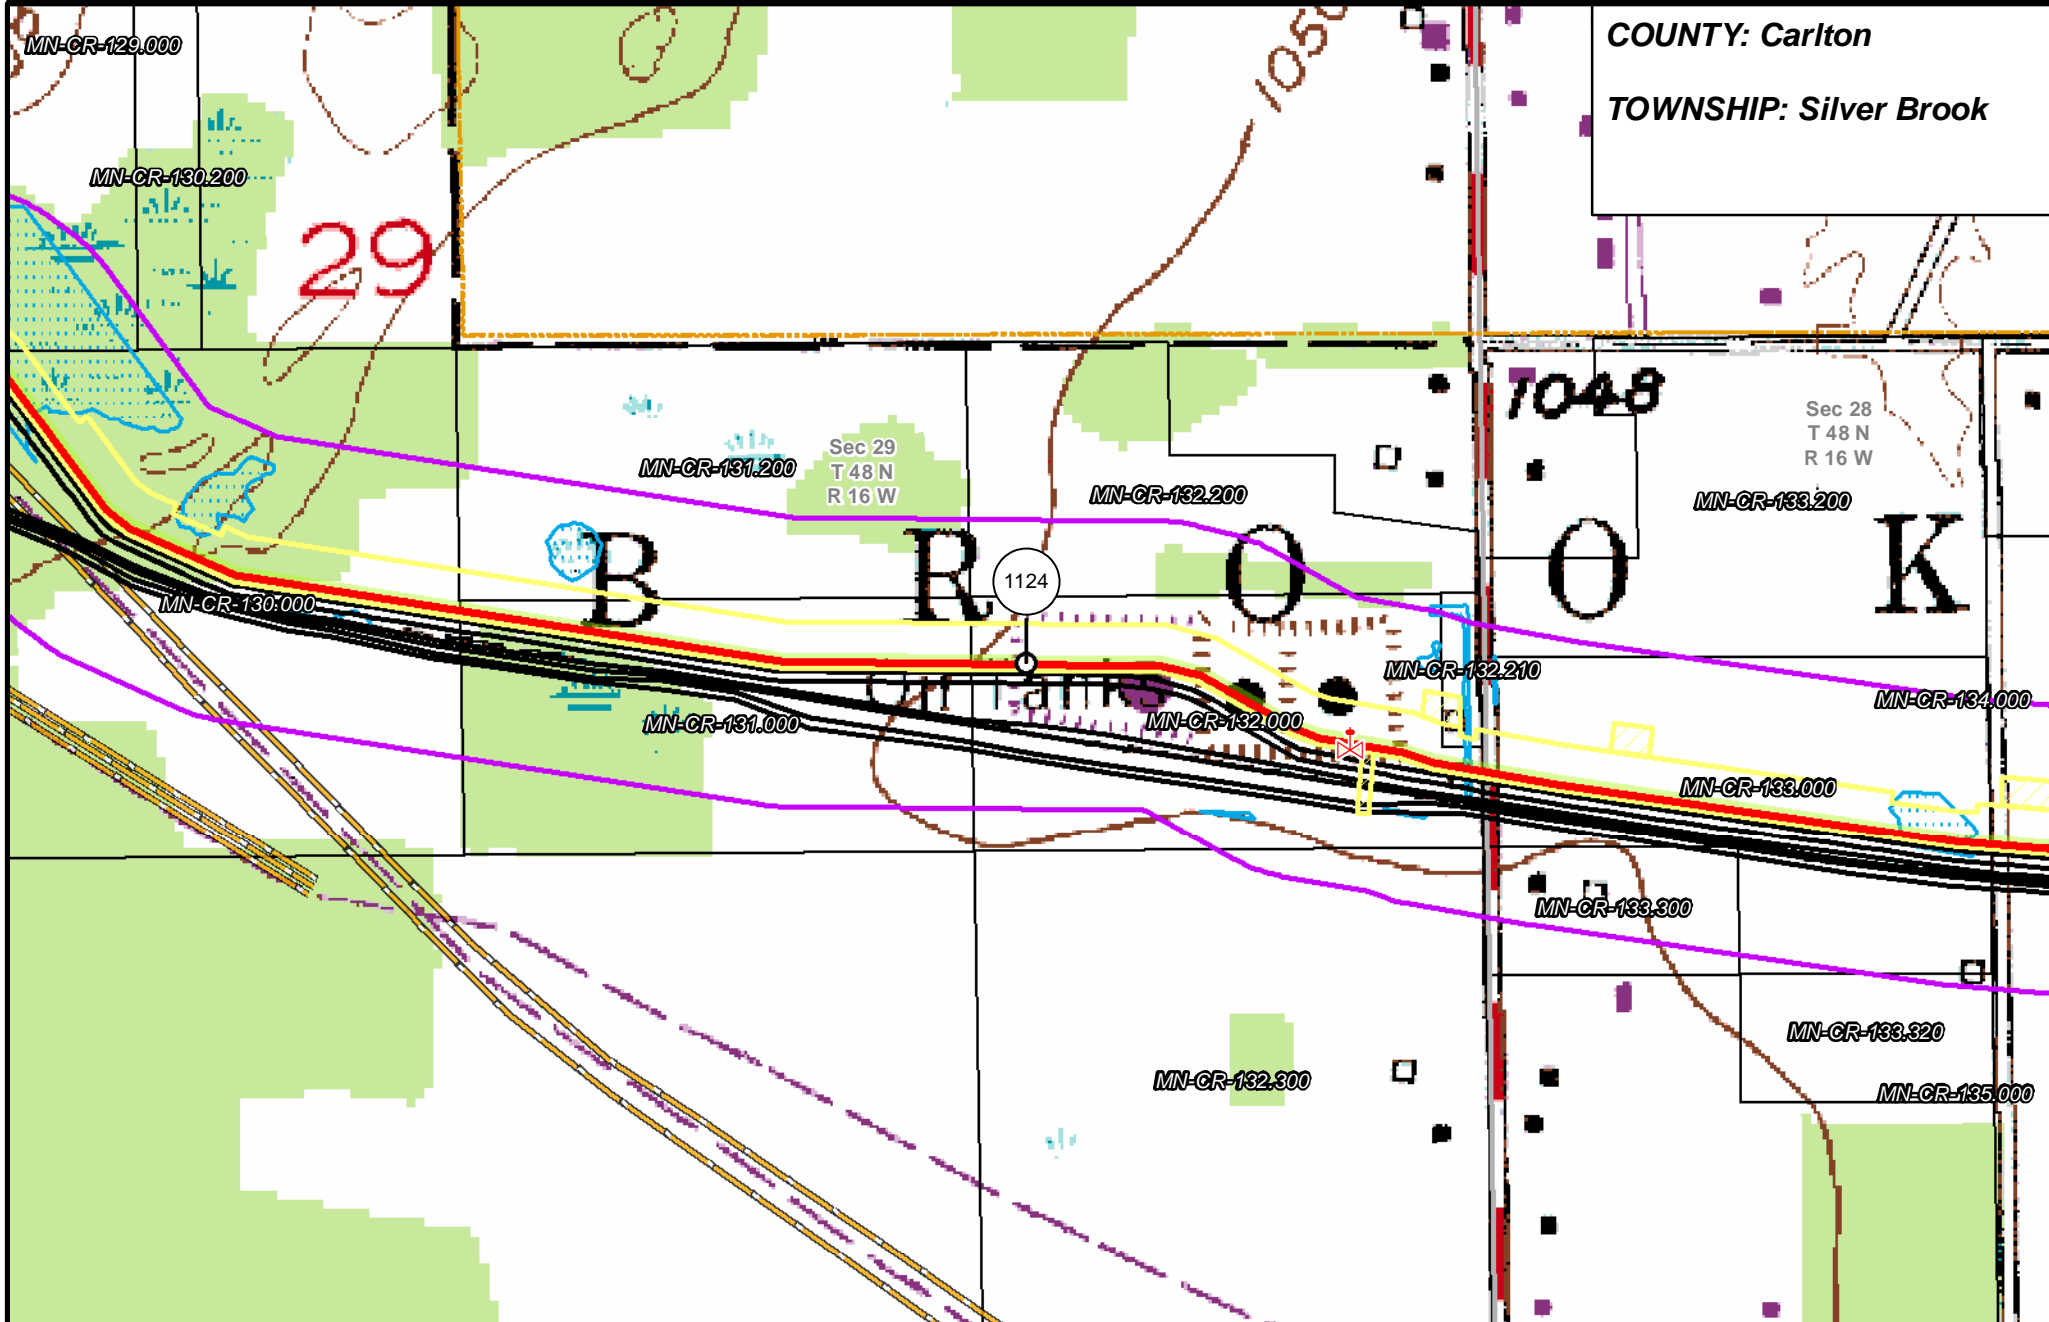 COUNTY: Carlton
TOWNSHIP: Silver Brook
MN-CR-129.000
1050
MN-CR-130.200
29
1048
Sec 28
T 48 N
R 16 W
Sec 29
T 48 N
R 16 W
MN-CR-131.200
MN-CR-132.200
MN-CR-133.200
B R O O K
1124
MN-CR-130.000
MN-CR-132.210
Oil Tanks
MN-CR-134.000
MN-CR-131.000
MN-CR-132.000
MN-CR-133.000
MN-CR-133.300
MN-CR-133.320
MN-CR-132.300
MN-CR-135.000